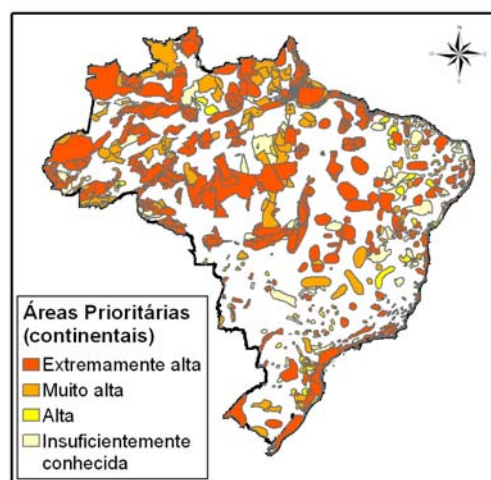 Áreas Prioritárias
(continentais)
Extremamente alta
Muito alta
Alta
Insuficientemente
conhecida